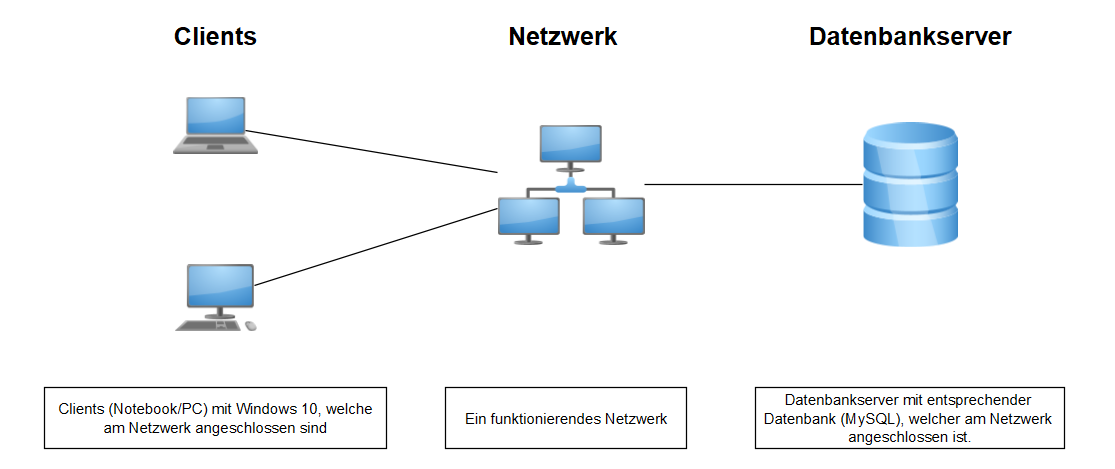 Clients
Netzwerk
Datenbankserver
Clients (Notebook/PC) mit Windows 10, welche
am Netzwerk angeschlossen sind
Ein funktionierendes Netzwerk
Datenbankserver mit entsprechender
Datenbank (MySQL), welcher am Netzwerk
angeschlossen ist.